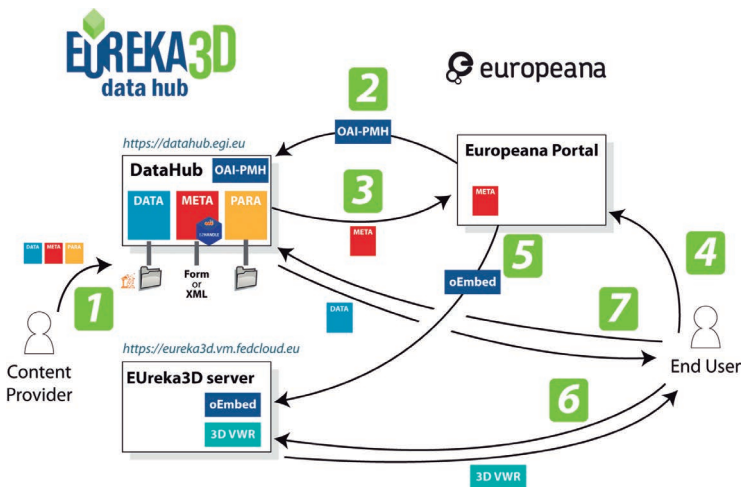 EUREKA3D
data hub
europeana
2
OAI-PMH
https://datahub.egi.eu
DataHub
OAI-PMH
Europeana Portal
DATA
META
PARA
HANDLE
3
META
META
DATA
META
PARA
Form
or
XML
1
5
oEmbed
4
DATA
7
Content
Provider
End User
https://eureka3d.vm.fedcloud.eu
EUreka3D server
oEmbed
3D VWR
6
3D VWR